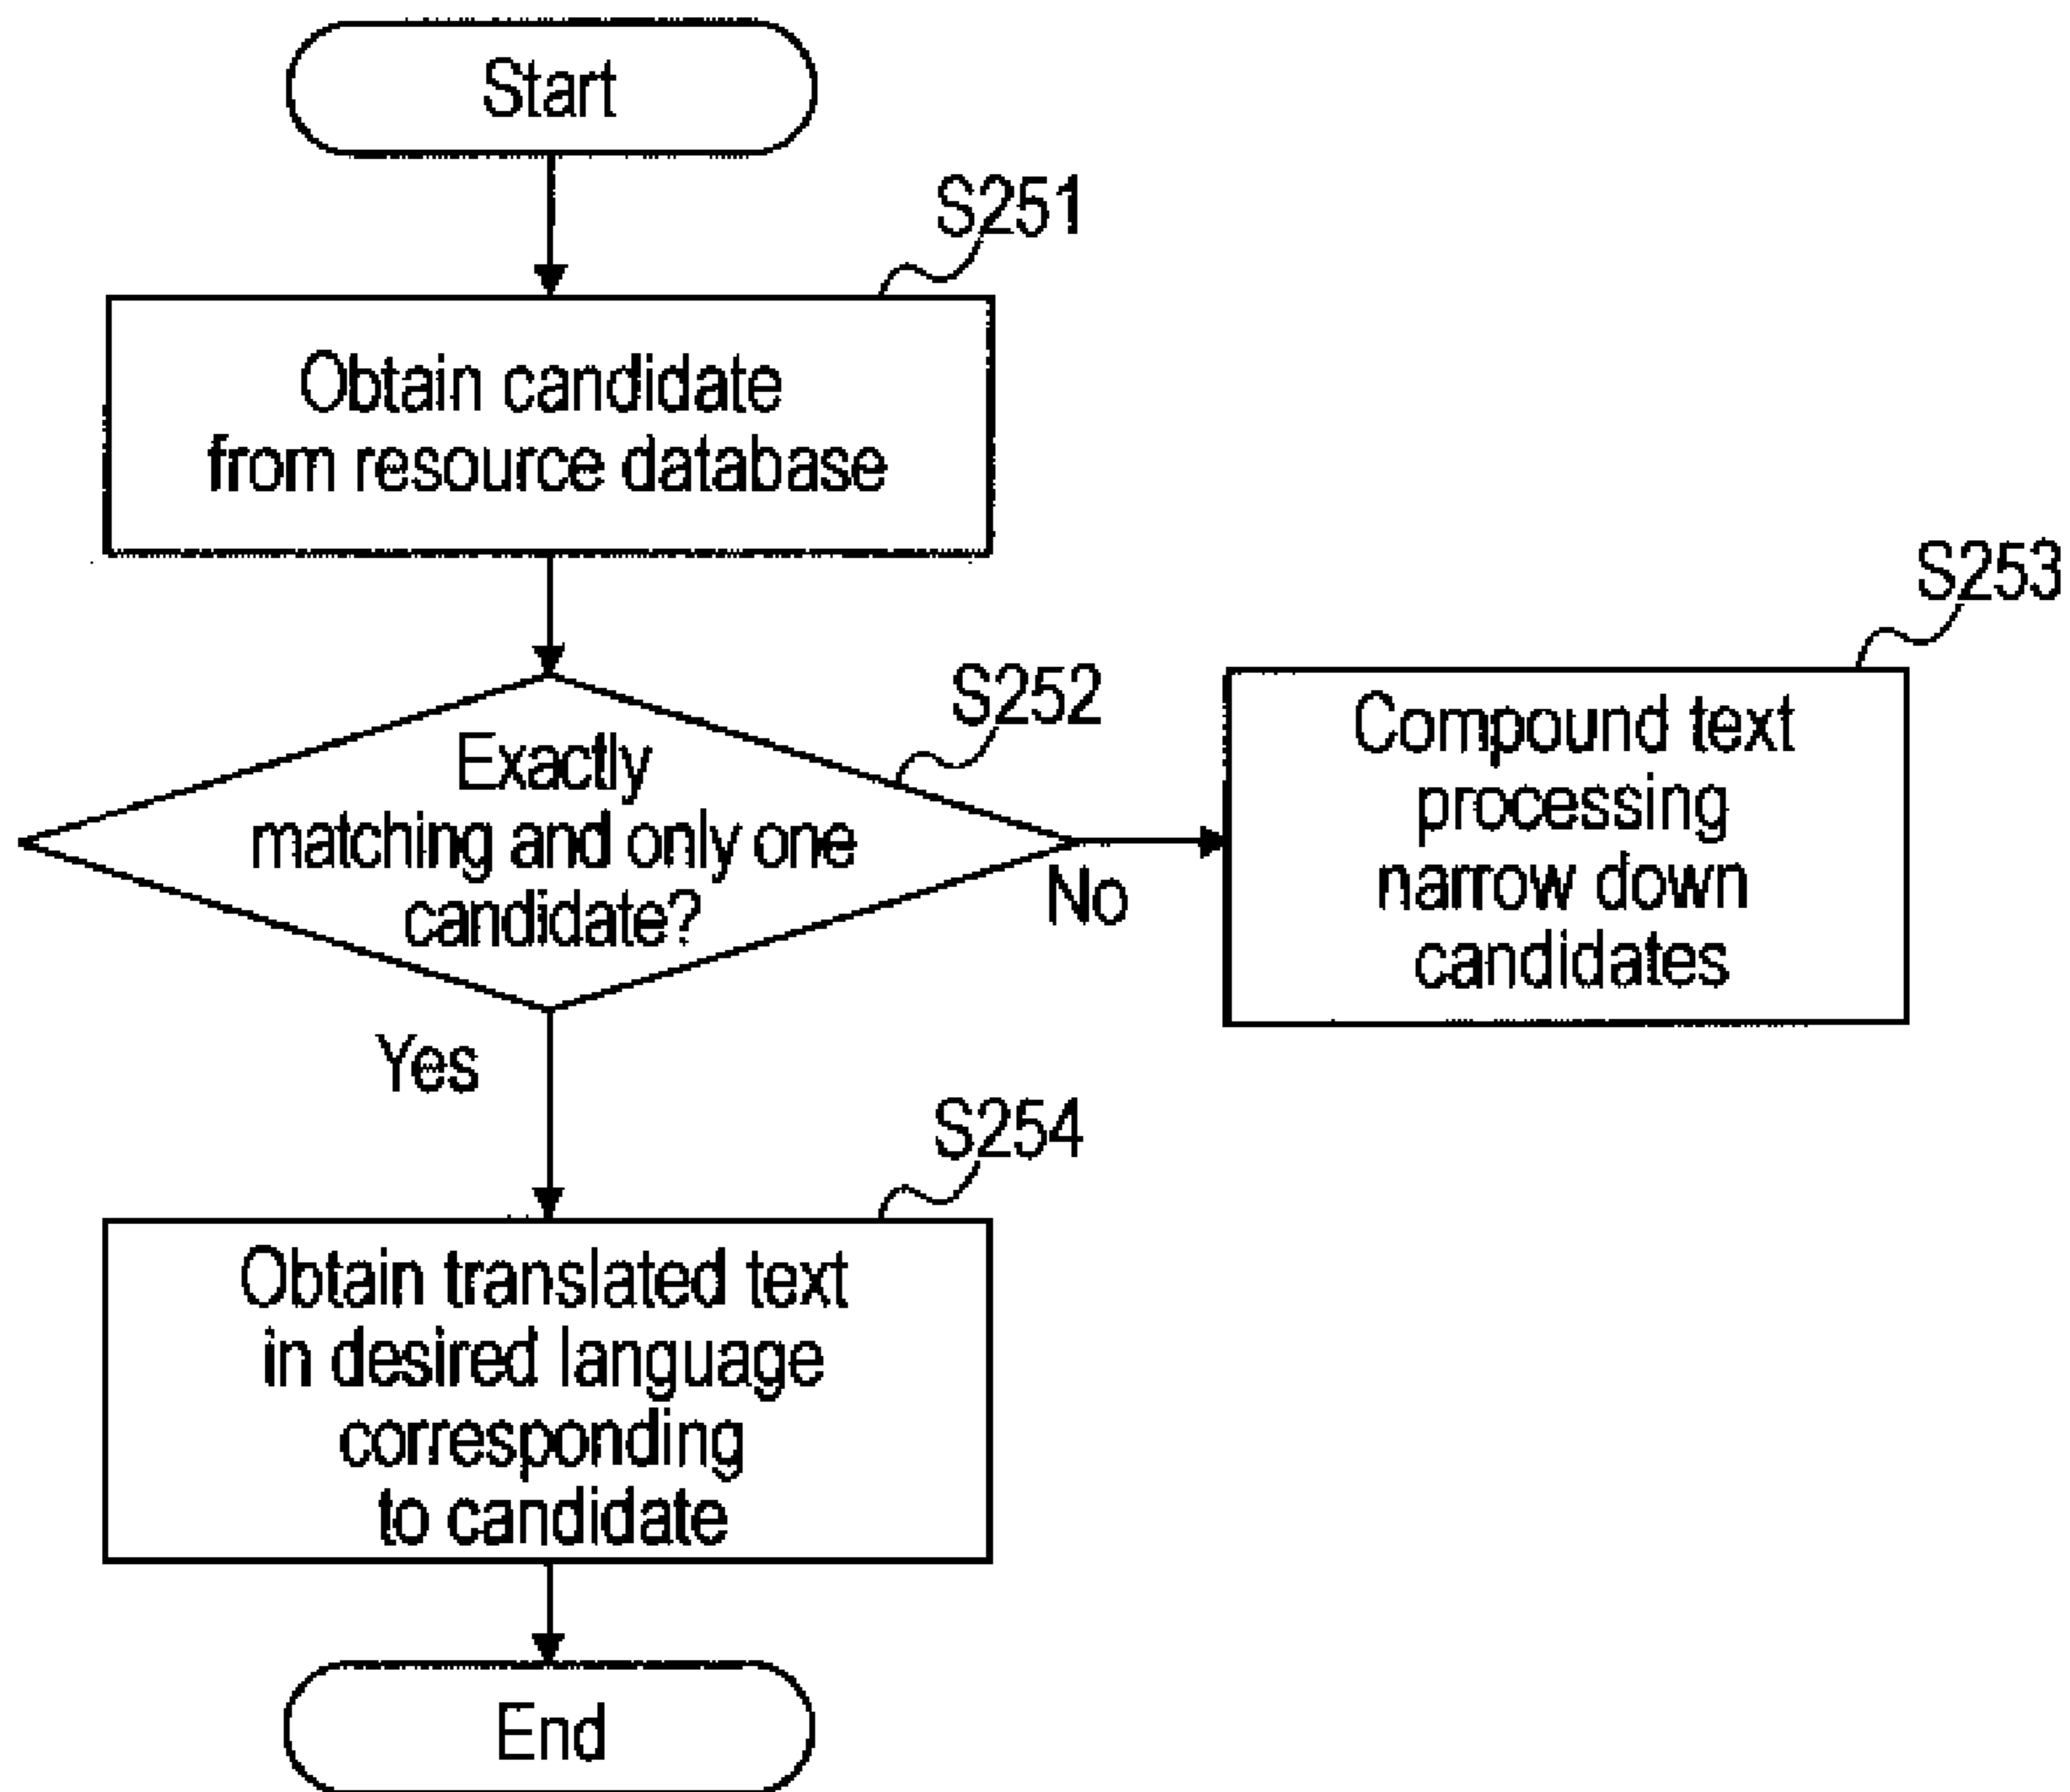 Start
S251
Obtain candidate
from resource database
S252
Exactly
matching and only one
candidate?
No
S253
Compound text
processing
narrow down
candidates
Yes
S254
Obtain translated text
in desired language
corresponding
to candidate
End